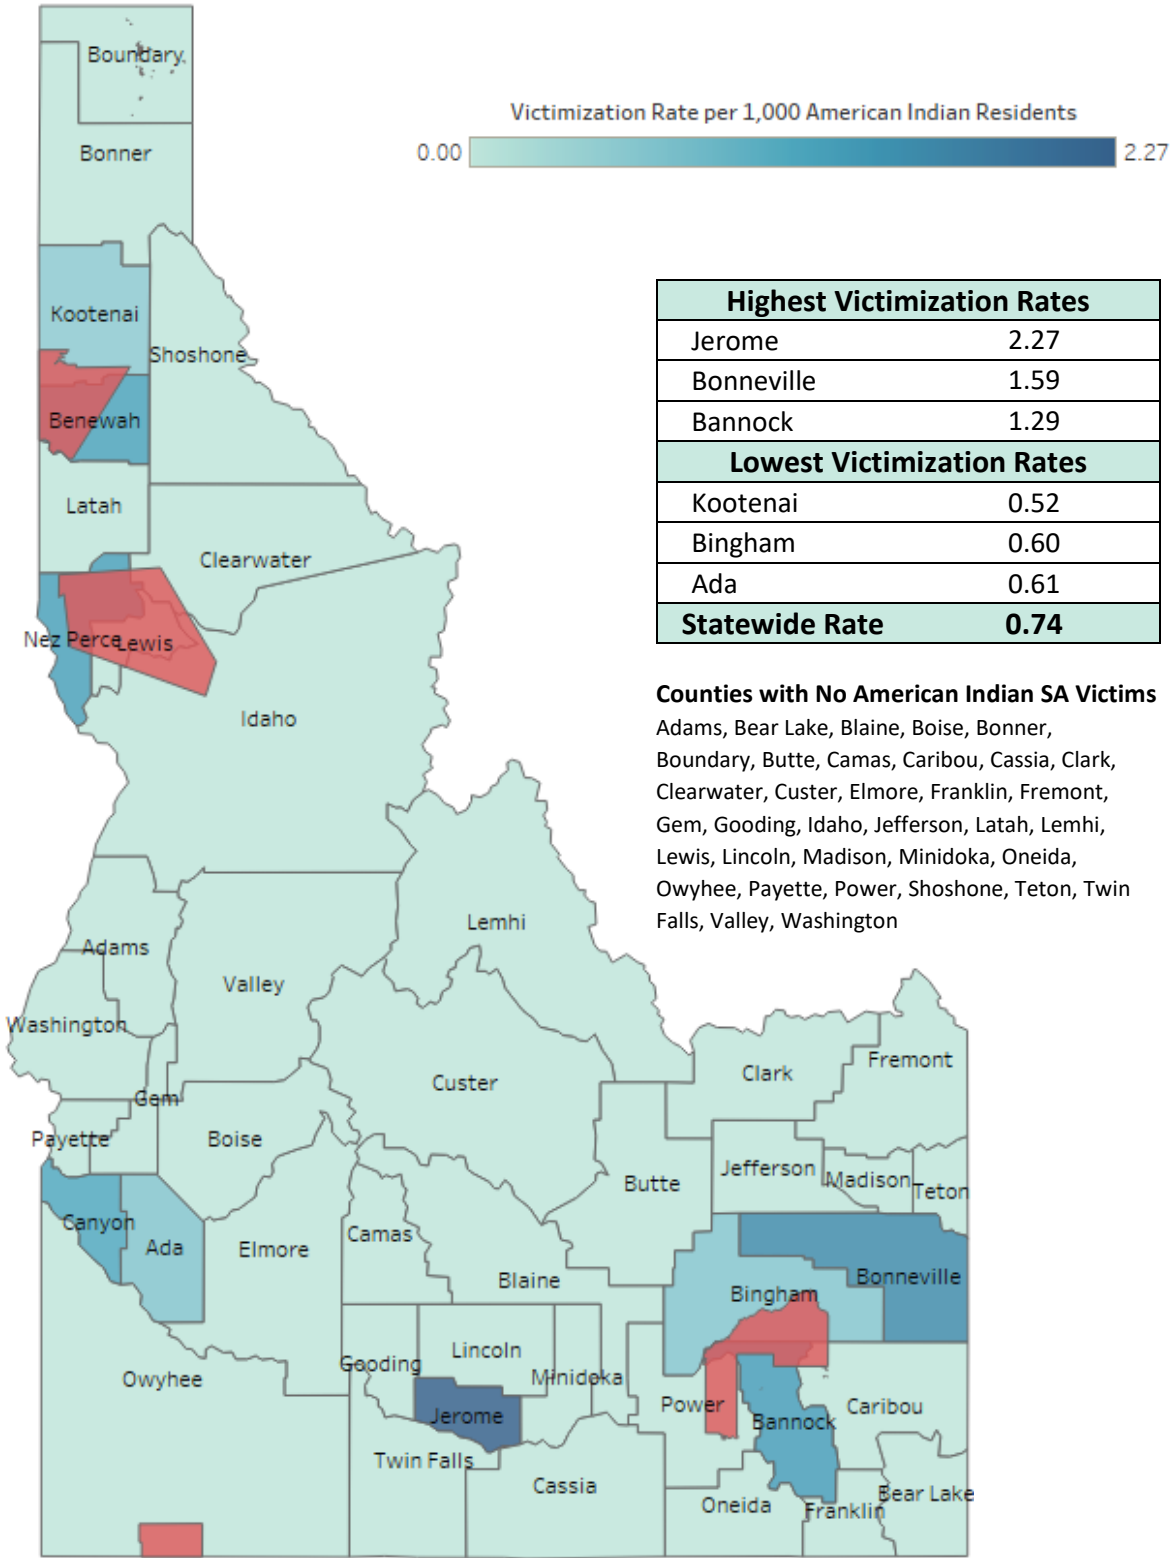 Boundary
Victimization Rate per 1,000 American Indian Residents
0.00 2.27
Bonner
Kootenai
Shoshone
Benewah
Latah
Clearwater
Nez Perce
Lewis
Idaho
Highest Victimization Rates
Jerome 2.27
Bonneville 1.59
Bannock 1.29
Lowest Victimization Rates
Kootenai 0.52
Bingham 0.60
Ada 0.61
Statewide Rate 0.74
Counties with No American Indian SA Victims
Adams, Bear Lake, Blaine, Boise, Bonner,
Boundary, Butte, Camas, Caribou, Cassia, Clark,
Clearwater, Custer, Elmore, Franklin, Fremont,
Gem, Gooding, Idaho, Jefferson, Latah, Lemhi,
Lewis, Lincoln, Madison, Minidoka, Oneida,
Owyhee, Payette, Power, Shoshone, Teton, Twin
Falls, Valley, Washington
Lemhi
Adams
Valley
Washington
Fremont
Clark
Custer
Gem
Payette
Boise
Jefferson
Madison
Teton
Butte
Canyon
Ada
Elmore
Camas
Blaine
Bonneville
Bingham
Lincoln
Gooding
Minidoka
Owyhee
Jerome
Power
Bannock
Caribou
Twin Falls
Cassia
Oneida
Franklin
Bear Lake